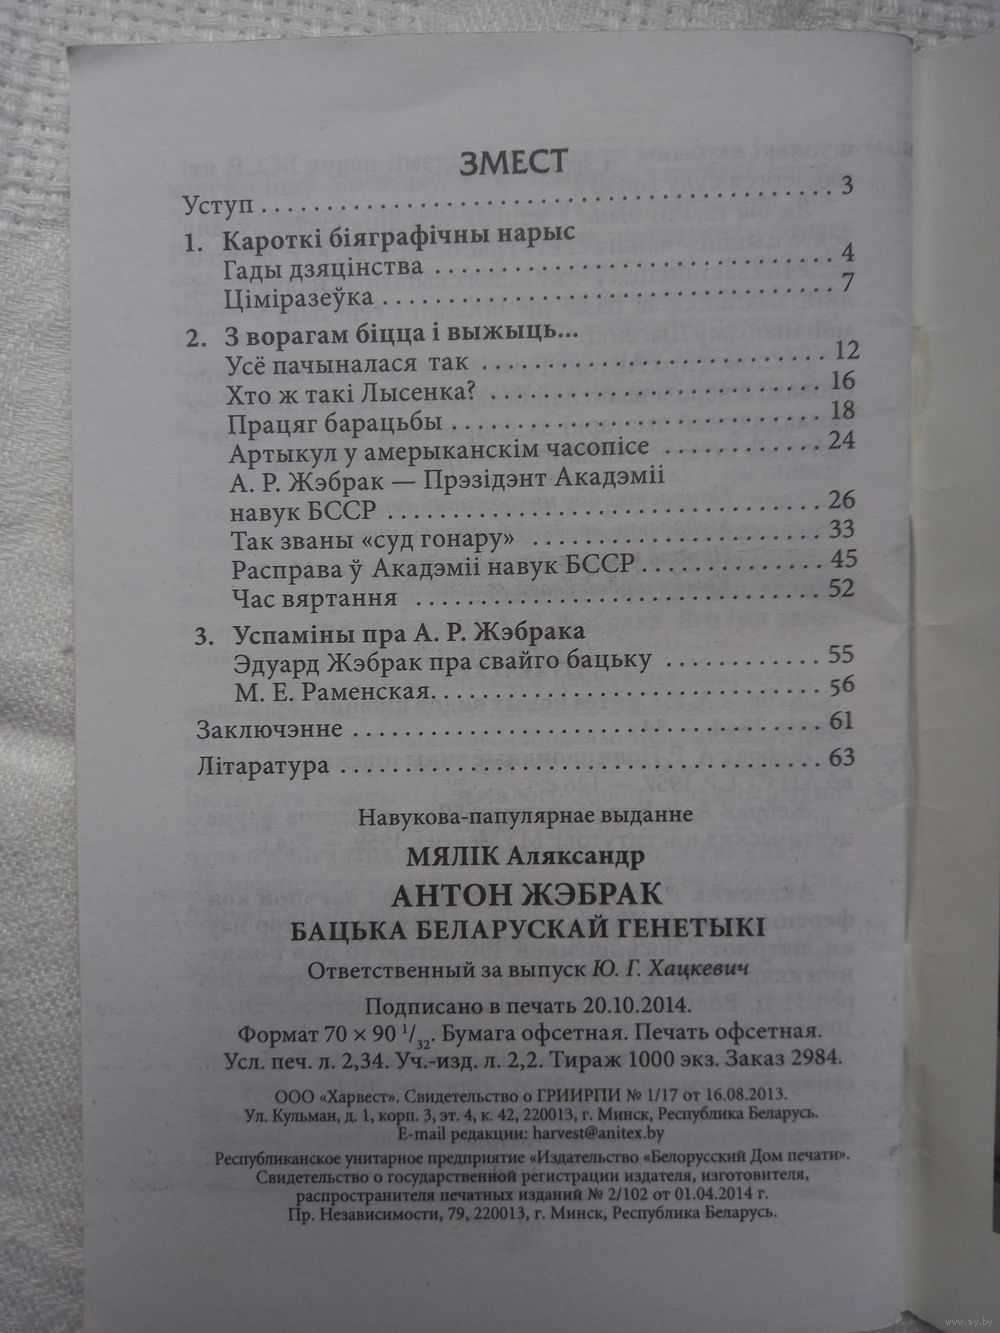 ЗМЕСТ
Уступ . . . . . . . . . . . . . . . . . . . . . . . . . . . . . . . . . . . . . . . . 3
1. Кароткі біяграфічны нарыс
Гады дзяцінства . . . . . . . . . . . . . . . . . . . . . . . . . . . 4
Ціміразеўка . . . . . . . . . . . . . . . . . . . . . . . . . . . . . . . 7
2. З ворагам біцца і выжыць...
Усё пачыналася так . . . . . . . . . . . . . . . . . . . . . . . 12
Хто ж такі Лысенка? . . . . . . . . . . . . . . . . . . . . . . 16
Працяг барацьбы . . . . . . . . . . . . . . . . . . . . . . . . . 18
Артыкул у амерыканскім часопісе . . . . . . . . . . 24
А. Р. Жэбрак — Прэзідэнт Акадэміі
навук БССР . . . . . . . . . . . . . . . . . . . . . . . . . . . . . 26
Так званы «суд гонару» . . . . . . . . . . . . . . . . . . . 33
Расправа ў Акадэміі навук БССР . . . . . . . . . . . . 45
Час вяртання . . . . . . . . . . . . . . . . . . . . . . . . . . . 52
3. Успаміны пра А. Р. Жэбрака
Эдуард Жэбрак пра свайго бацьку . . . . . . . . . . 55
М. Е. Раменская. . . . . . . . . . . . . . . . . . . . . . . . . . 56
Заключэнне . . . . . . . . . . . . . . . . . . . . . . . . . . . . . . . 61
Літаратура . . . . . . . . . . . . . . . . . . . . . . . . . . . . . . . . 63
Навукова-папулярнае выданне
МЯЛІК Аляксандр
АНТОН ЖЭБРАК
БАЦЬКА БЕЛАРУСКАЙ ГЕНЕТЫКІ
Ответственный за выпуск Ю. Г. Хацкевич
Подписано в печать 20.10.2014.
Формат 70 × 90 1/32. Бумага офсетная. Печать офсетная.
Усл. печ. л. 2,34. Уч.-изд. л. 2,2. Тираж 1000 экз. Заказ 2984.
ООО «Харвест». Свидетельство о ГРИИРПИ № 1/17 от 16.08.2013.
Ул. Кульман, д. 1, корп. 3, эт. 4, к. 42, 220013, г. Минск, Республика Беларусь.
E-mail редакции: harvest@anitex.by
Республиканское унитарное предприятие «Издательство «Белорусский Дом печати».
Свидетельство о государственной регистрации издателя, изготовителя,
распространителя печатных изданий № 2/102 от 01.04.2014 г.
Пр. Независимости, 79, 220013, г. Минск, Республика Беларусь.
www.ay.by